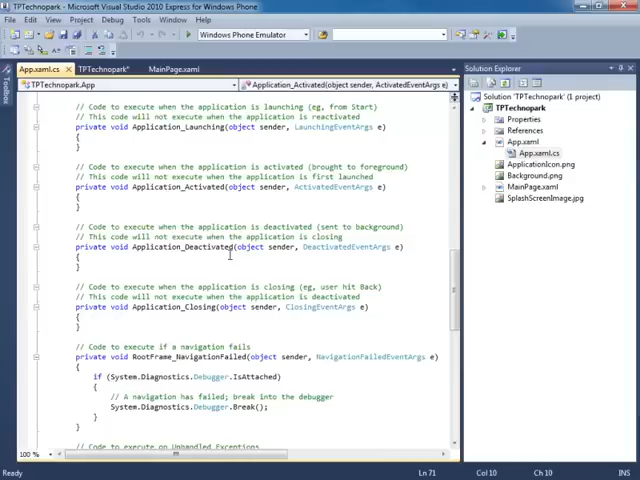 TPTechnopark - Microsoft Visual Studio 2010 Express for Windows Phone
File Edit View Project Debug Tools Window Help
Windows Phone Emulator
App.xaml.cs TPTechnopark* MainPage.xaml
TPTechnopark.App Application_Activated(object sender, ActivatedEventArgs e)
// Code to execute when the application is launching (eg, from Start)
// This code will not execute when the application is reactivated
private void Application_Launching(object sender, LaunchingEventArgs e)
{
}
// Code to execute when the application is activated (brought to foreground)
// This code will not execute when the application is first launched
private void Application_Activated(object sender, ActivatedEventArgs e)
{
}
// Code to execute when the application is deactivated (sent to background)
// This code will not execute when the application is closing
private void Application_Deactivated(object sender, DeactivatedEventArgs e)
{
}
// Code to execute when the application is closing (eg, user hit Back)
// This code will not execute when the application is deactivated
private void Application_Closing(object sender, ClosingEventArgs e)
{
}
// Code to execute if a navigation fails
private void RootFrame_NavigationFailed(object sender, NavigationFailedEventArgs e)
{
if (System.Diagnostics.Debugger.IsAttached)
{
// A navigation has failed; break into the debugger
System.Diagnostics.Debugger.Break();
}
}
// Code to execute on Unhandled Exceptions
100 %
Toolbox
Solution Explorer
Solution 'TPTechnopark' (1 project)
TPTechnopark
Properties
References
App.xaml
App.xaml.cs
ApplicationIcon.png
Background.png
MainPage.xaml
SplashScreenImage.jpg
Ready Ln 71 Col 10 Ch 10 INS